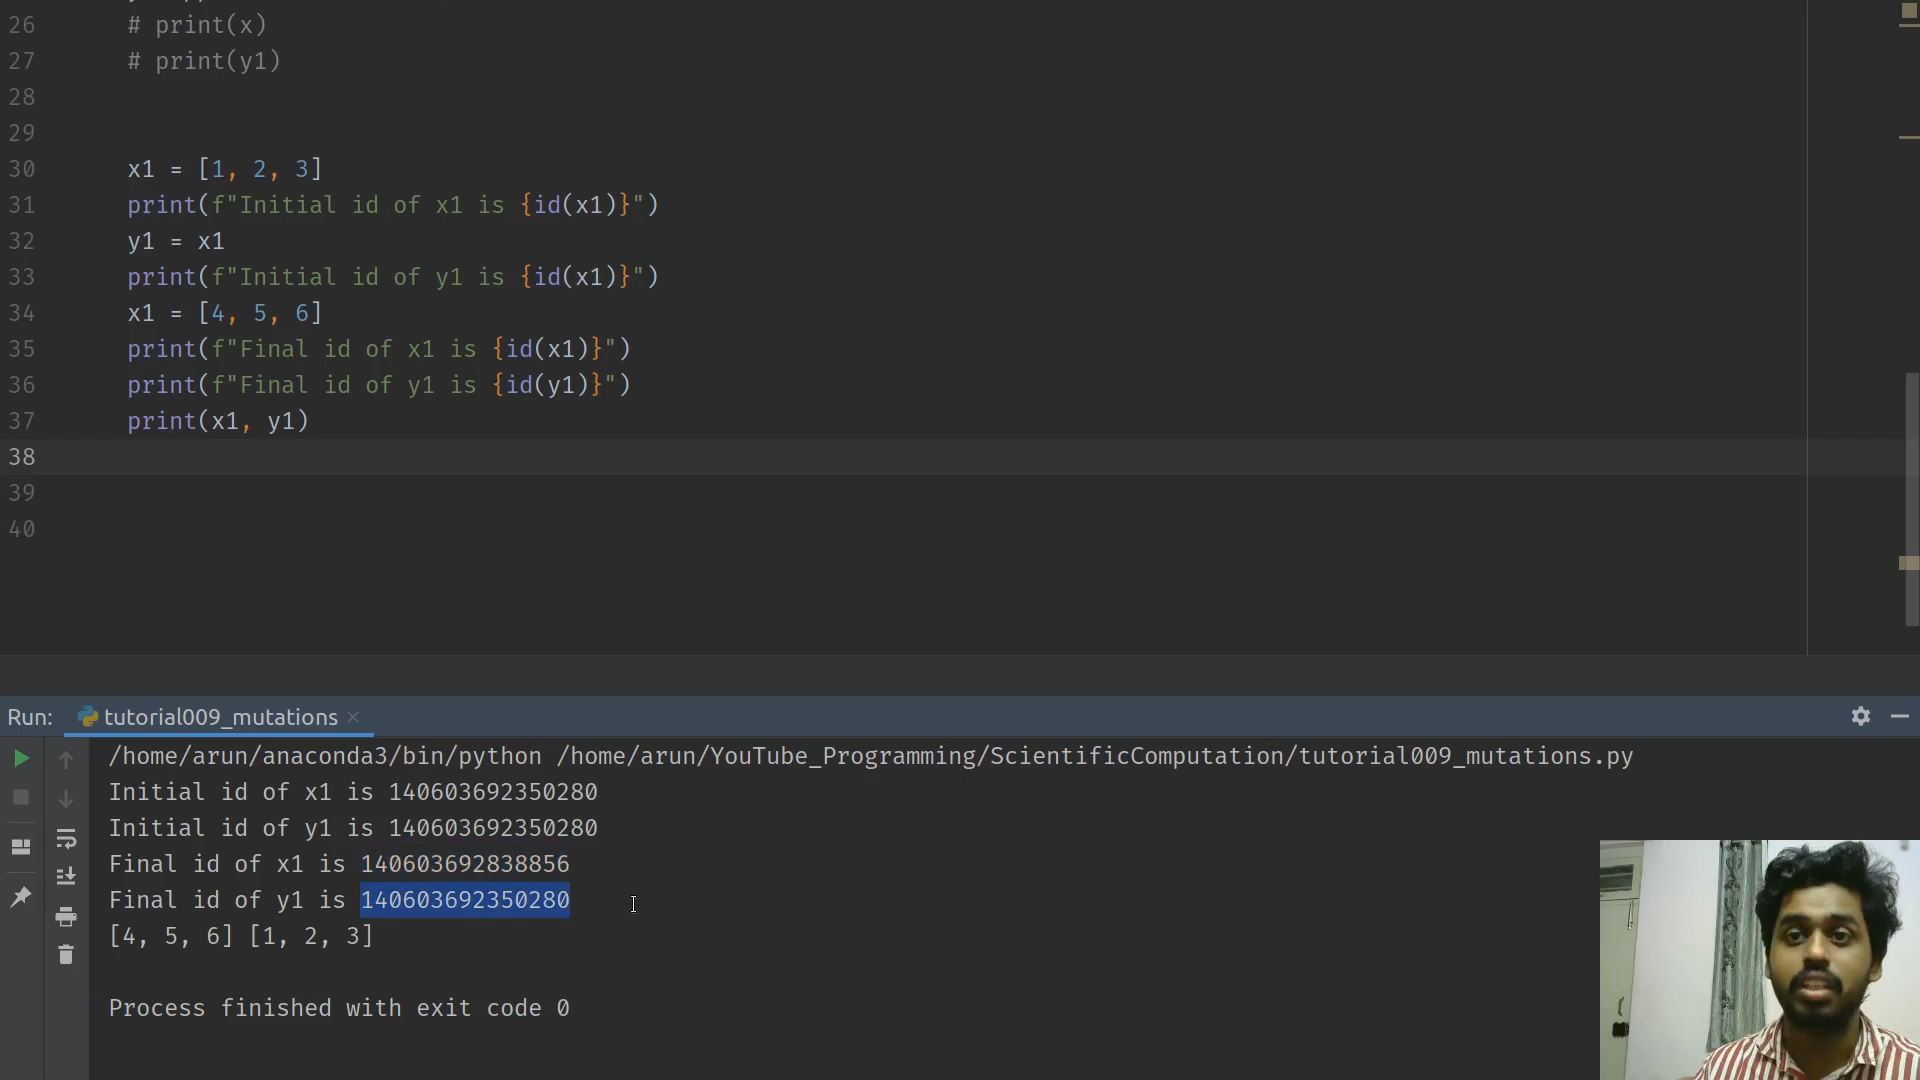 26 # print(x)
27 # print(y1)
28
29
30 x1 = [1, 2, 3]
31 print(f"Initial id of x1 is {id(x1)}")
32 y1 = x1
33 print(f"Initial id of y1 is {id(x1)}")
34 x1 = [4, 5, 6]
35 print(f"Final id of x1 is {id(x1)}")
36 print(f"Final id of y1 is {id(y1)}")
37 print(x1, y1)
38
39
40
Run: tutorial009_mutations
/home/arun/anaconda3/bin/python /home/arun/YouTube_Programming/ScientificComputation/tutorial009_mutations.py
Initial id of x1 is 140603692350280
Initial id of y1 is 140603692350280
Final id of x1 is 140603692838856
Final id of y1 is 140603692350280
[4, 5, 6] [1, 2, 3]
Process finished with exit code 0